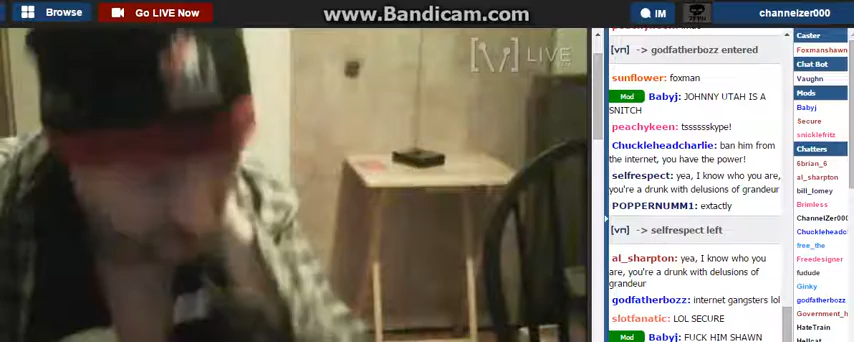 www.Bandicam.com
Browse
Go LIVE Now
IM
channelzer000
[V] LIVE
[vn] -> godfatherbozz entered
sunflower: foxman
Mod Babyj: JOHNNY UTAH IS A
SNITCH
peachykeen: tssssskype!
Chuckleheadcharlie: ban him from
the internet, you have the power!
selfrespect: yea, I know who you are,
you're a drunk with delusions of grandeur
POPPERNUMM1: extactly
[vn] -> selfrespect left
al_sharpton: yea, I know who you
are, you're a drunk with delusions of
grandeur
godfatherbozz: internet gangsters lol
slotfanatic: LOL SECURE
Mod Babyj: FUCK HIM SHAWN
Caster
Foxmanshawn
Chat Bot
Vaughn
Mods
Babyj
Secure
snicklefritz
Chatters
6brian_6
al_sharpton
bill_lomey
Brimless
ChannelZer0
Chuckleheadc
free_the
Freedesigner
fudude
Ginky
godfatherbozz
Government_h
HateTrain
Hellcat